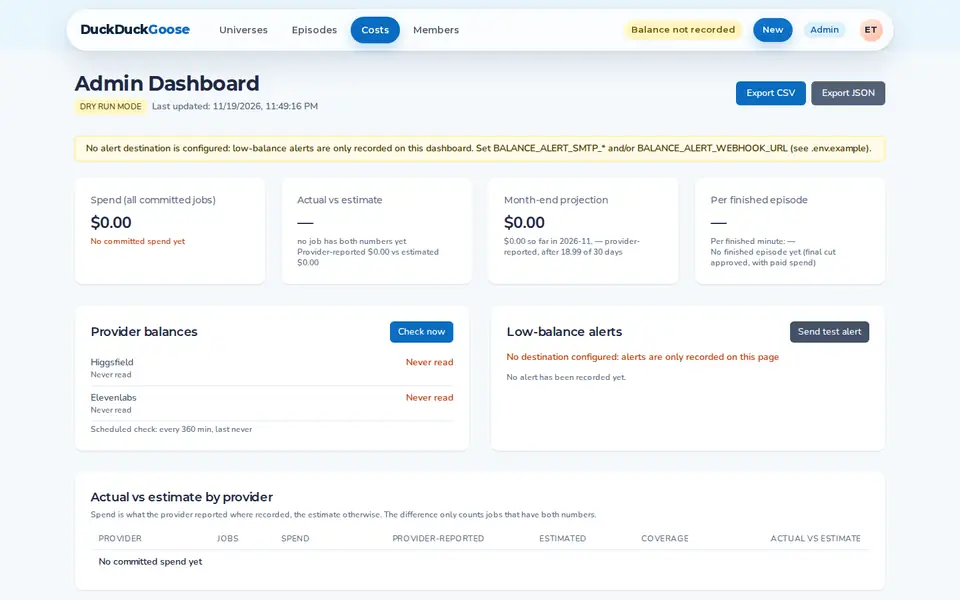 DuckDuckGoose Universes Episodes Costs Members Balance not recorded New Admin ET
Admin Dashboard
DRY RUN MODE Last updated: 11/19/2026, 11:49:16 PM
Export CSV Export JSON
No alert destination is configured: low-balance alerts are only recorded on this dashboard. Set BALANCE_ALERT_SMTP_* and/or BALANCE_ALERT_WEBHOOK_URL (see .env.example).
Spend (all committed jobs)
$0.00
No committed spend yet
Actual vs estimate
—
no job has both numbers yet
Provider-reported $0.00 vs estimated
$0.00
Month-end projection
$0.00
$0.00 so far in 2026-11. — provider-
reported, after 18.99 of 30 days
Per finished episode
—
Per finished minute: —
No finished episode yet (final cut
approved, with paid spend)
Provider balances Check now
Higgsfield Never read
Never read
Elevenlabs Never read
Never read
Scheduled check: every 360 min, last never
Low-balance alerts Send test alert
No destination configured: alerts are only recorded on this page
No alert has been recorded yet.
Actual vs estimate by provider
Spend is what the provider reported where recorded, the estimate otherwise. The difference only counts jobs that have both numbers.
PROVIDER JOBS SPEND PROVIDER-REPORTED ESTIMATED COVERAGE ACTUAL VS ESTIMATE
No committed spend yet